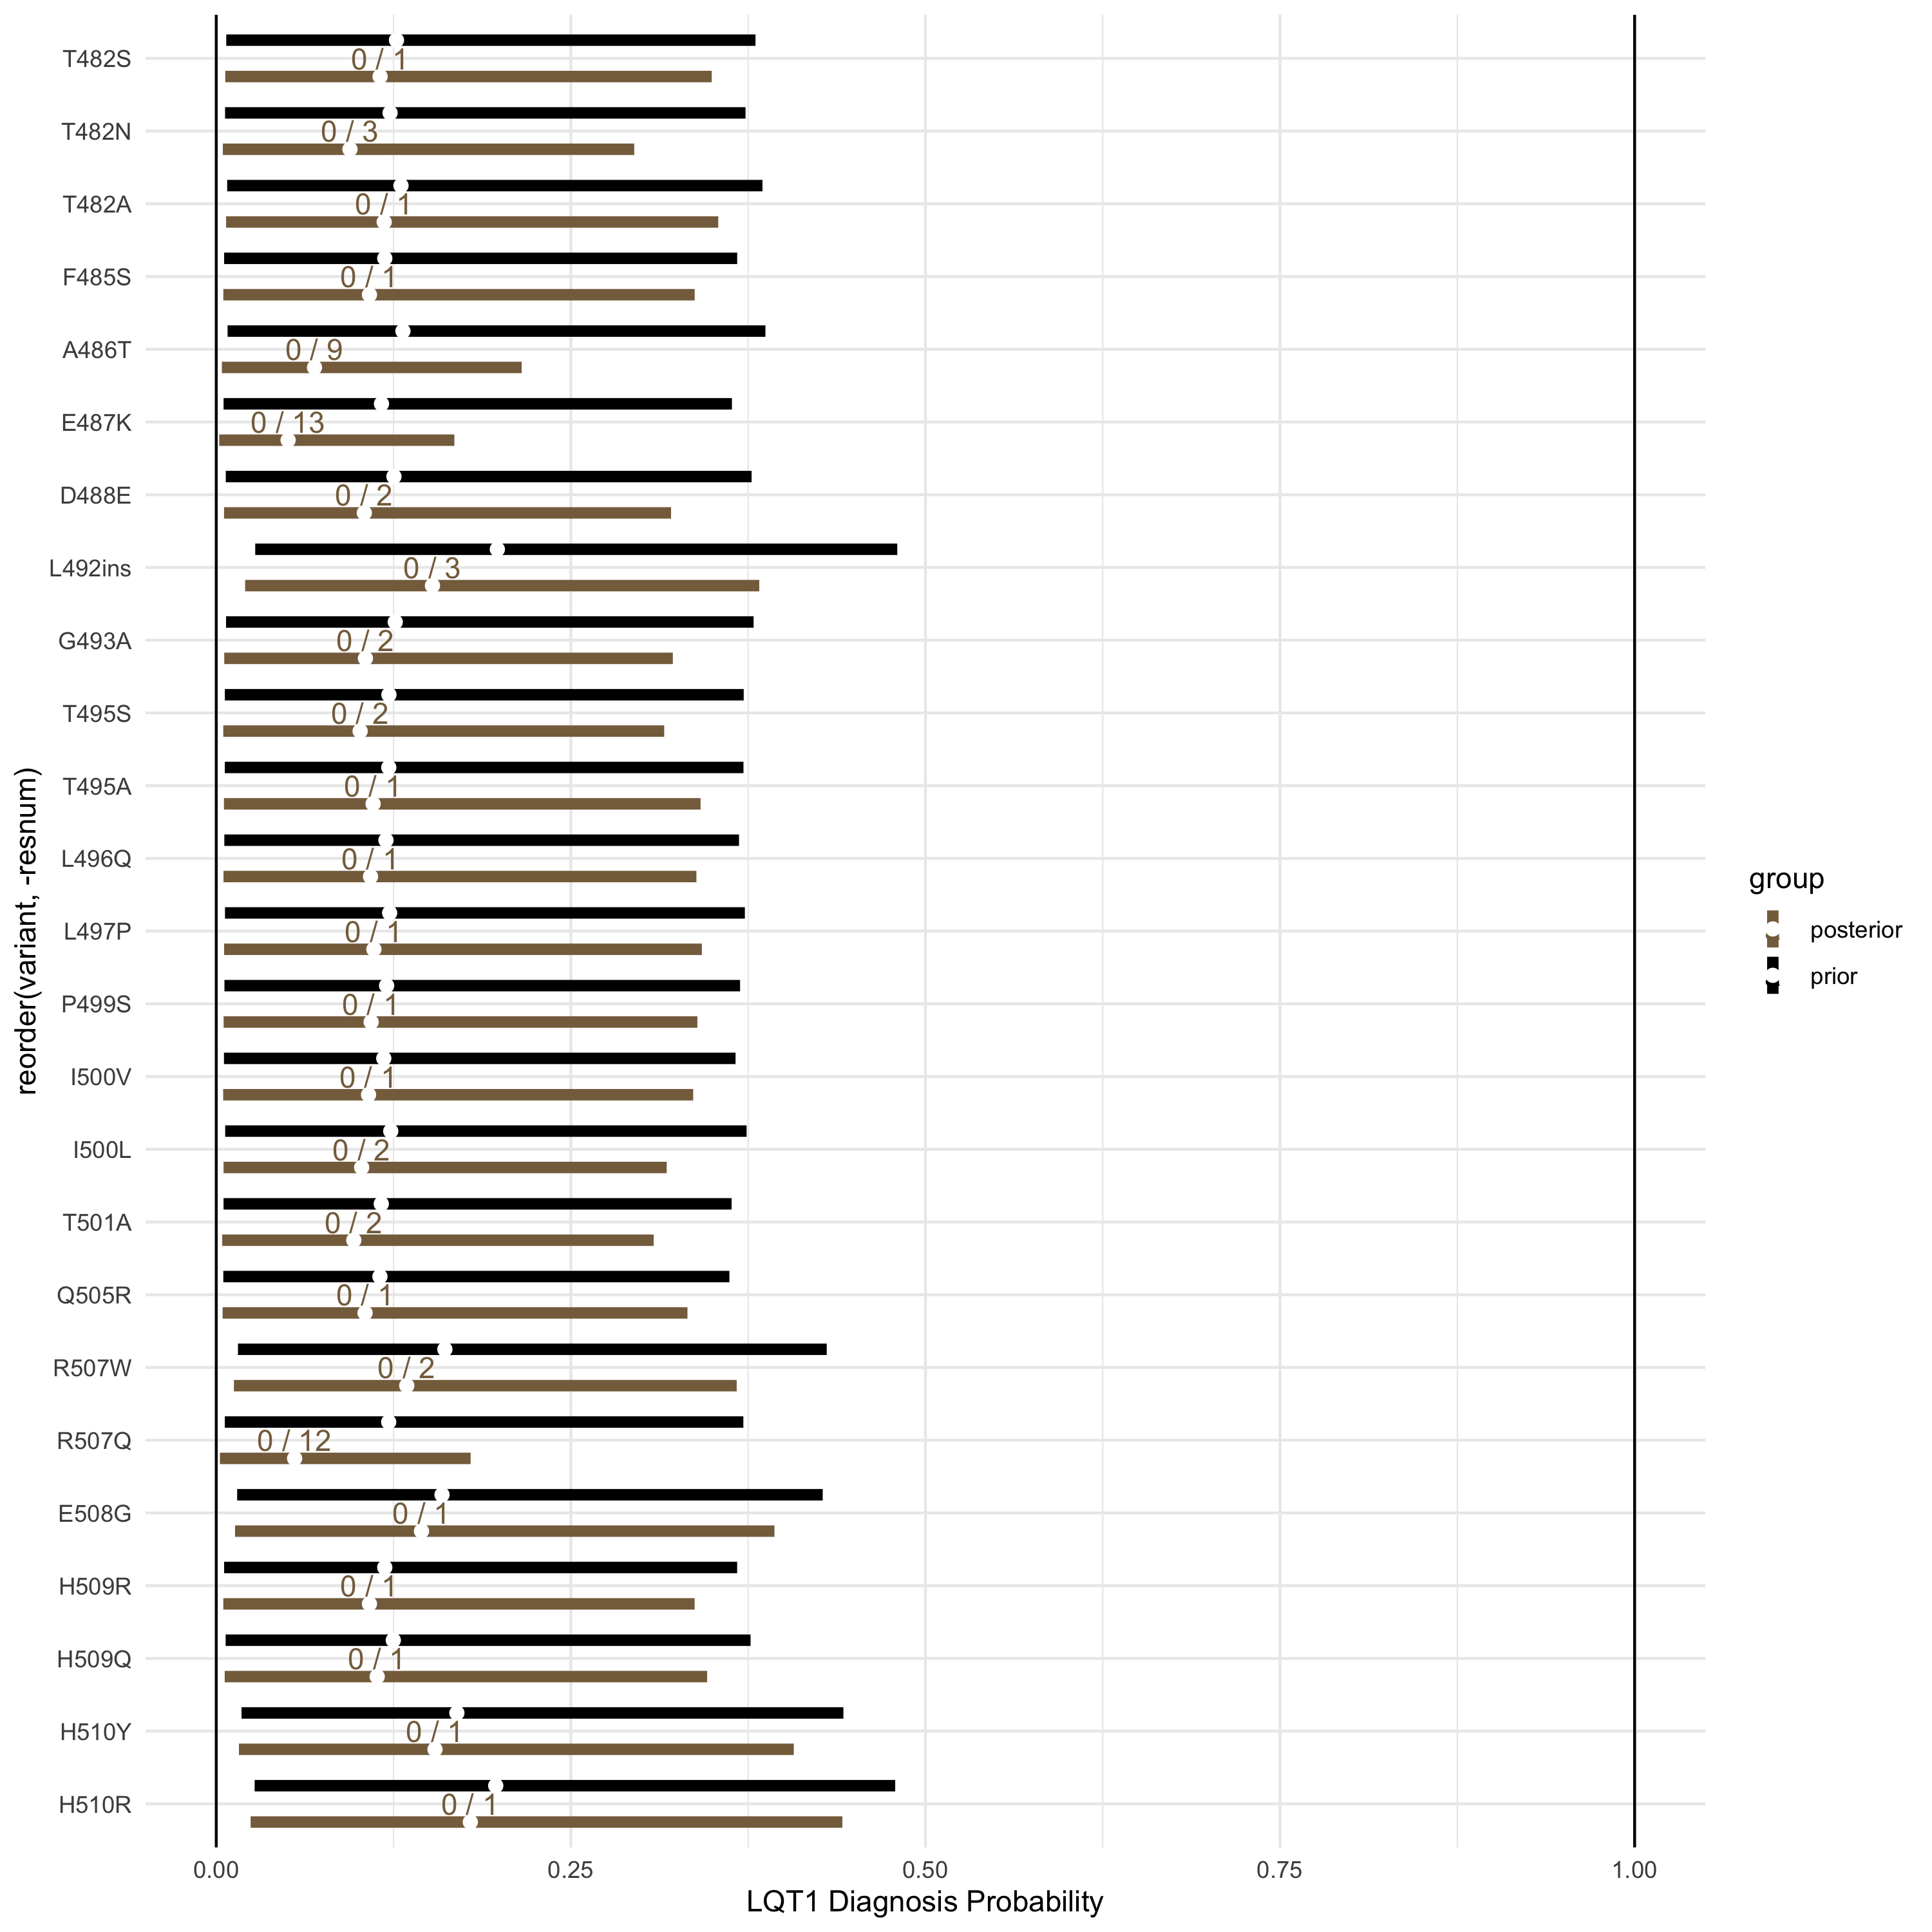 T482S
0 / 1
T482N
0 / 3
T482A
0 / 1
F485S
0 / 1
A486T
0 / 9
E487K
0 / 13
D488E
0 / 2
L492ins
0 / 3
G493A
0 / 2
T495S
0 / 2
T495A
0 / 1
L496Q
0 / 1
L497P
0 / 1
P499S
0 / 1
I500V
0 / 1
I500L
0 / 2
T501A
0 / 2
Q505R
0 / 1
R507W
0 / 2
R507Q
0 / 12
E508G
0 / 1
H509R
0 / 1
H509Q
0 / 1
H510Y
0 / 1
H510R
0 / 1
reorder(variant, -resnum)
0.00
0.25
0.50
0.75
1.00
LQT1 Diagnosis Probability
group
posterior
prior